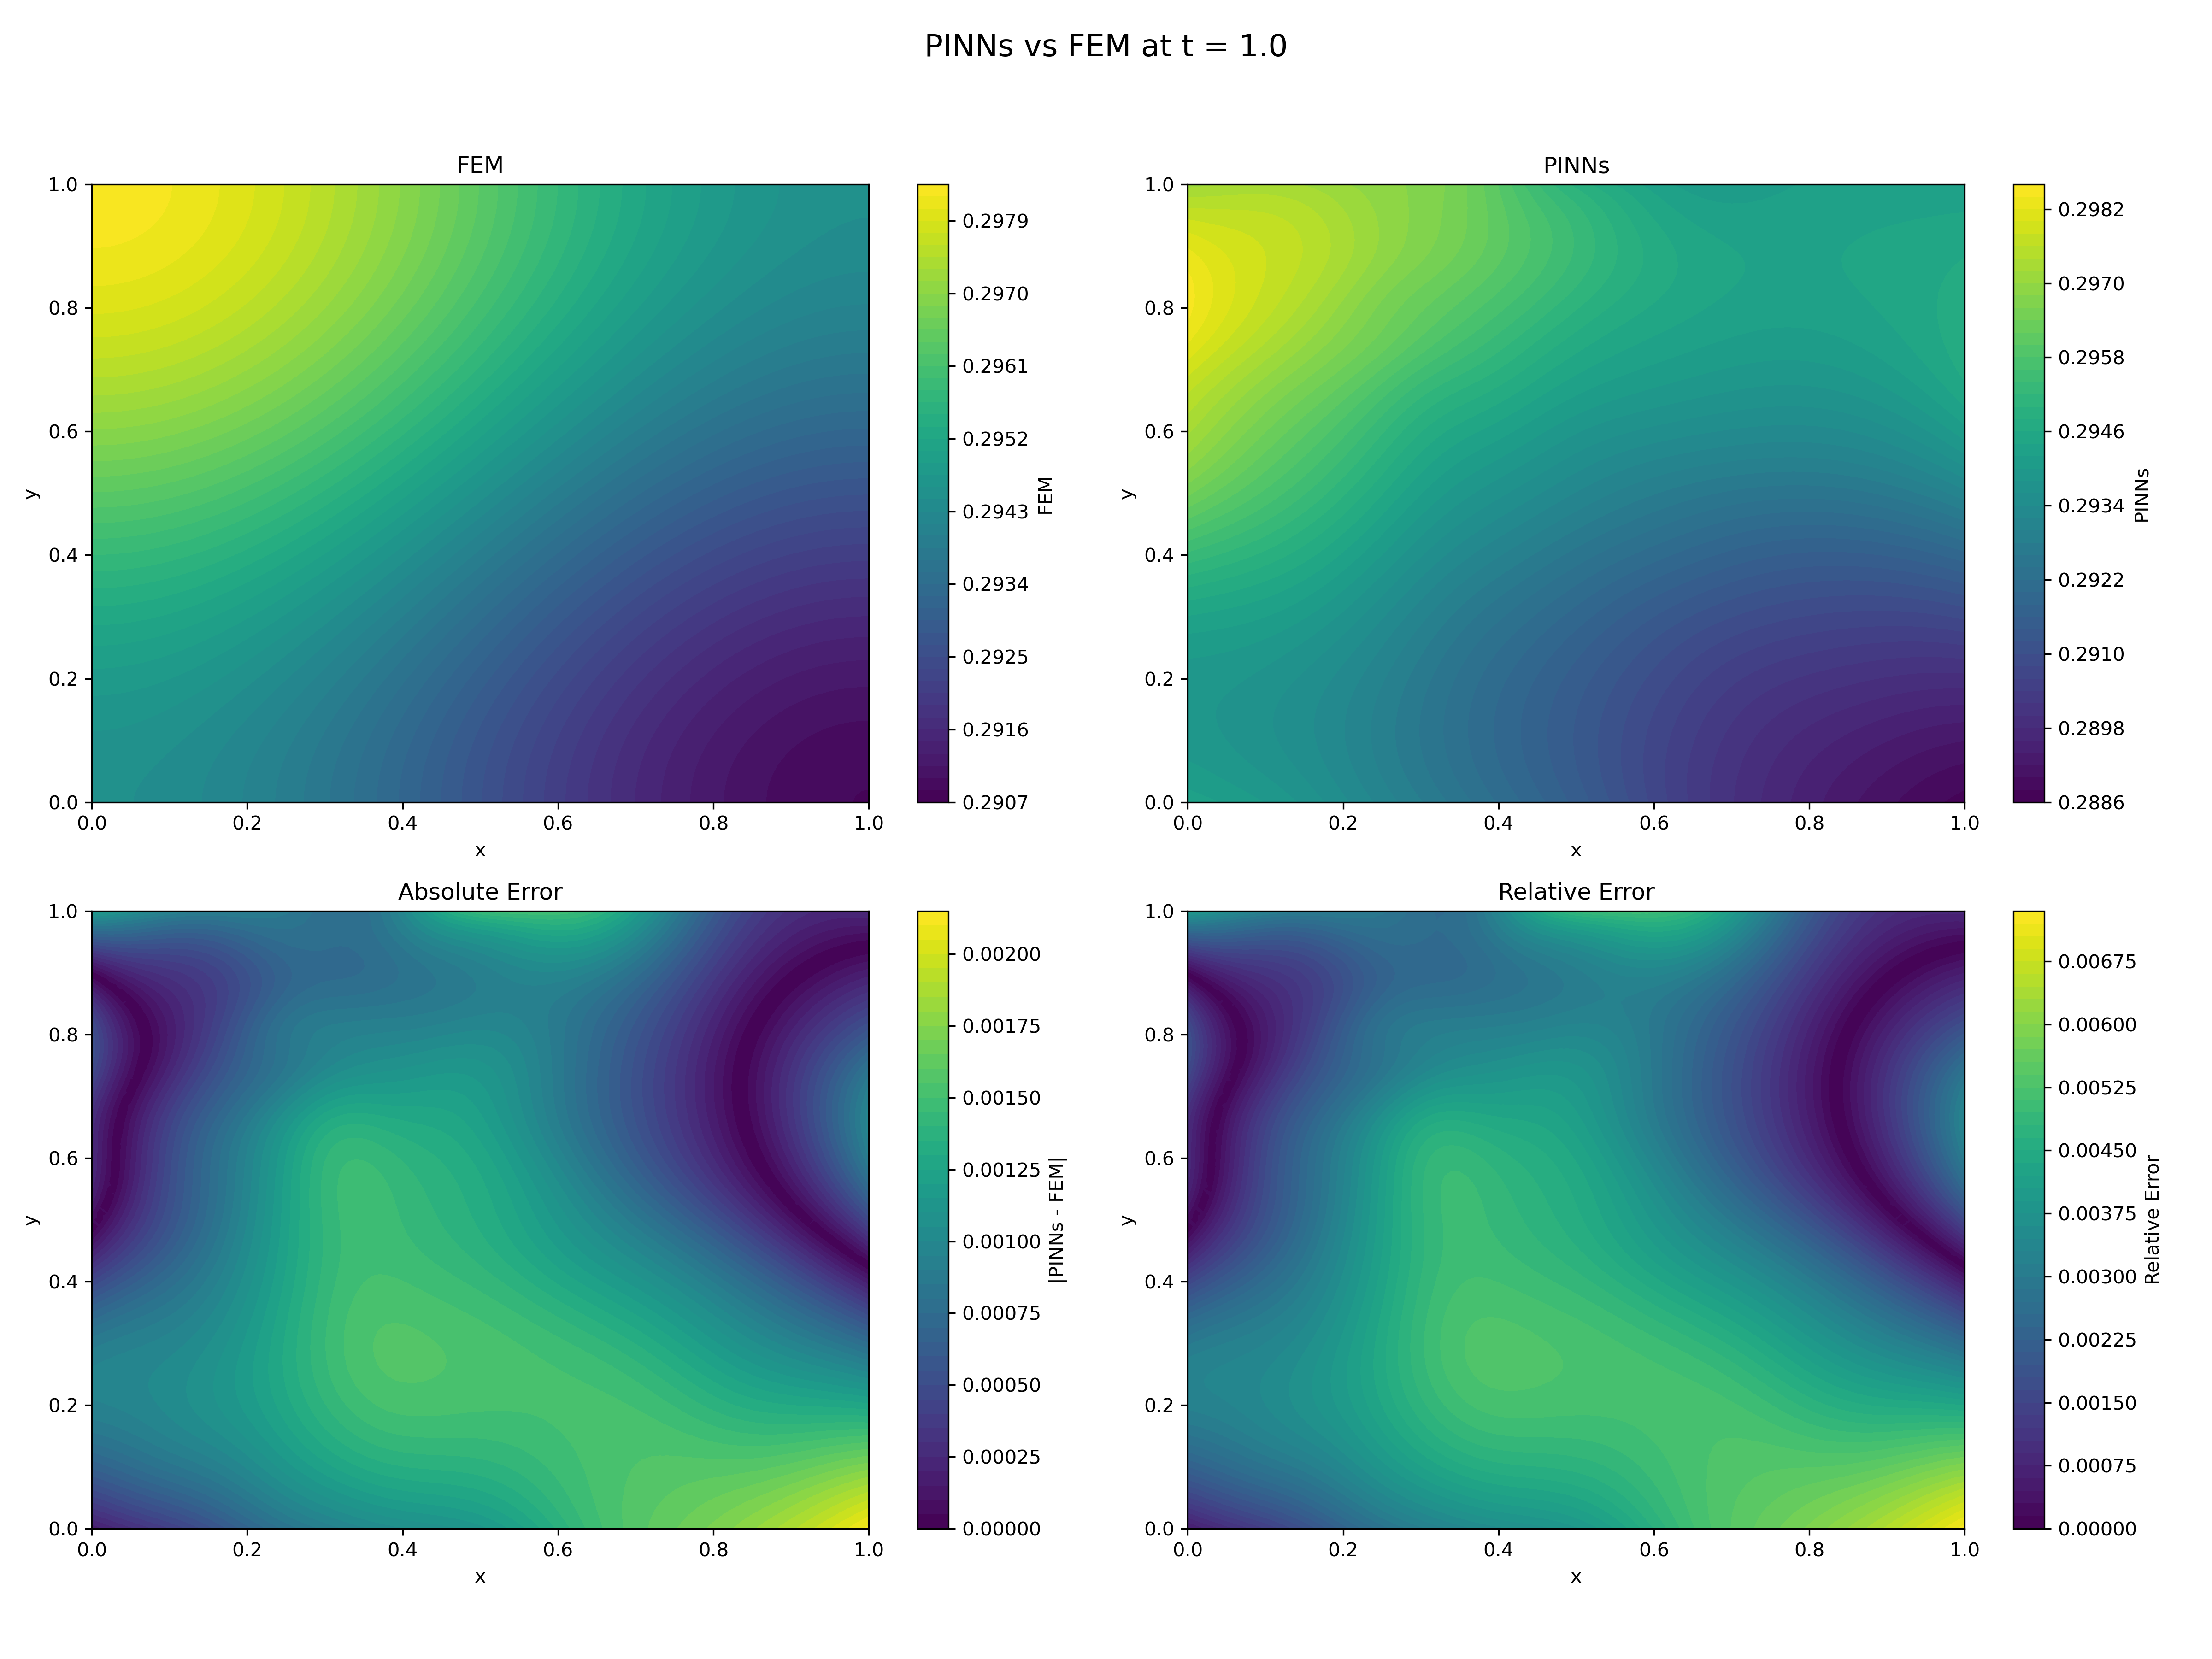 PINNs vs FEM at t = 1.0
FEM
1.0
0.8
0.6
0.4
0.2
0.0
y
0.0 0.2 0.4 0.6 0.8 1.0
x
0.2979
0.2970
0.2961
0.2952
0.2943
0.2934
0.2925
0.2916
0.2907
FEM
PINNs
1.0
0.8
0.6
0.4
0.2
0.0
y
0.0 0.2 0.4 0.6 0.8 1.0
x
0.2982
0.2970
0.2958
0.2946
0.2934
0.2922
0.2910
0.2898
0.2886
PINNs
Absolute Error
1.0
0.8
0.6
0.4
0.2
0.0
y
0.0 0.2 0.4 0.6 0.8 1.0
x
0.00200
0.00175
0.00150
0.00125
0.00100
0.00075
0.00050
0.00025
0.00000
|PINNs - FEM|
Relative Error
1.0
0.8
0.6
0.4
0.2
0.0
y
0.0 0.2 0.4 0.6 0.8 1.0
x
0.00675
0.00600
0.00525
0.00450
0.00375
0.00300
0.00225
0.00150
0.00075
0.00000
Relative Error